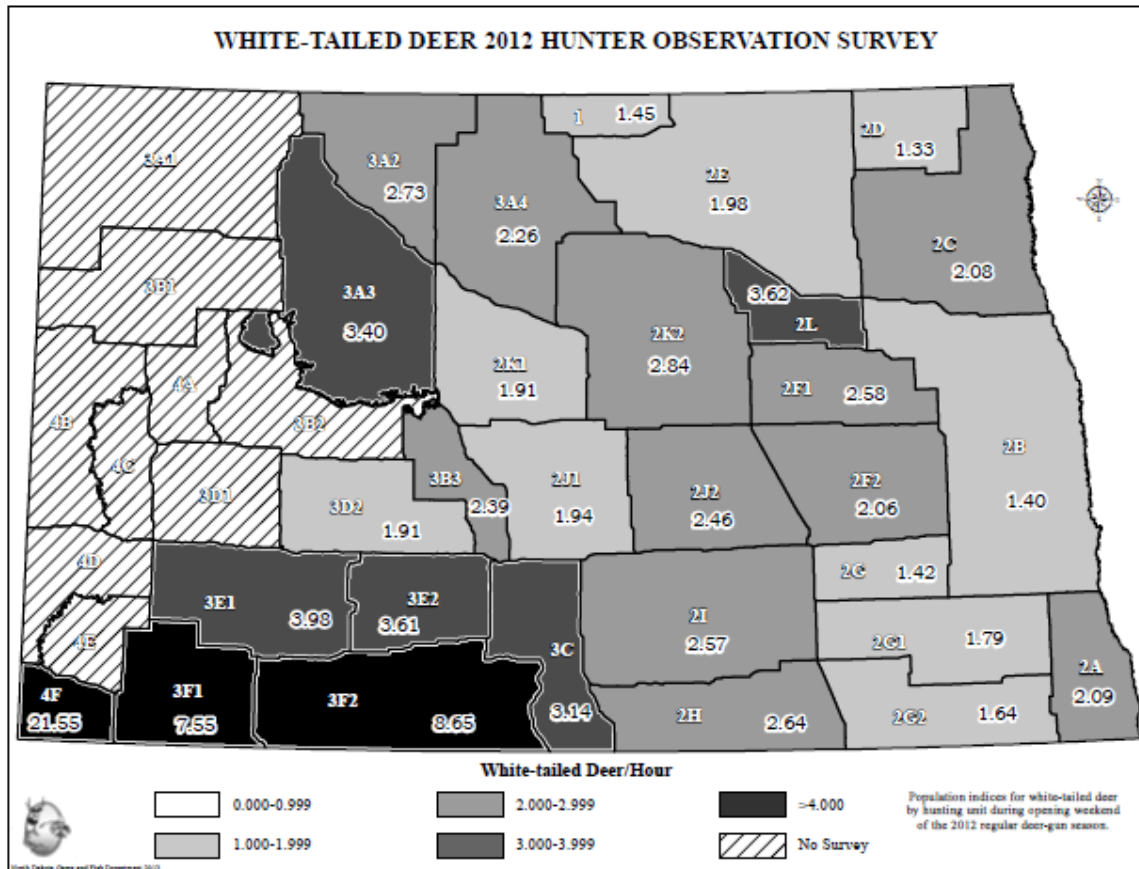 WHITE-TAILED DEER 2012 HUNTER OBSERVATION SURVEY
1 1.45
2D
1.33
3A1
3A2
2.73
3A4
2.26
2E
1.98
2C
2.08
3B1
3A3
3.40
3.62
2L
2K2
2.84
2K1
1.91
2F1 2.58
4A
4B
3B2
4C
2B
1.40
3D1
3D2
1.91
3B3
2.39
2J1
1.94
2J2
2.46
2F2
2.06
4D
2G 1.42
3E1
3.98
3E2
3.61
2I
2.57
4E
3C
3.14
2G1 1.79
2A
2.09
4F
21.55
3F1
7.55
3F2
8.65
2H 2.64
2G2 1.64
White-tailed Deer/Hour
0.000-0.999
2.000-2.999
>4.000
1.000-1.999
3.000-3.999
No Survey
Population indices for white-tailed deer
by hunting unit during opening weekend
of the 2012 regular deer-gun season.
North Dakota Game and Fish Department 2012